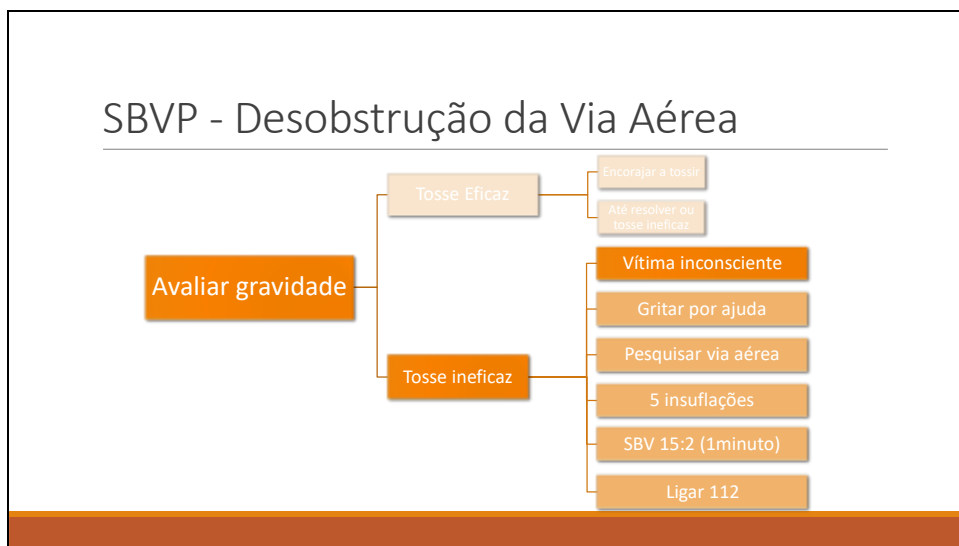 SBVP - Desobstrução da Via Aérea
Avaliar gravidade
Tosse Eficaz
Encorajar a tossir
Até resolver ou
tosse ineficaz
Tosse ineficaz
Vítima inconsciente
Gritar por ajuda
Pesquisar via aérea
5 insuflações
SBV 15:2 (1minuto)
Ligar 112